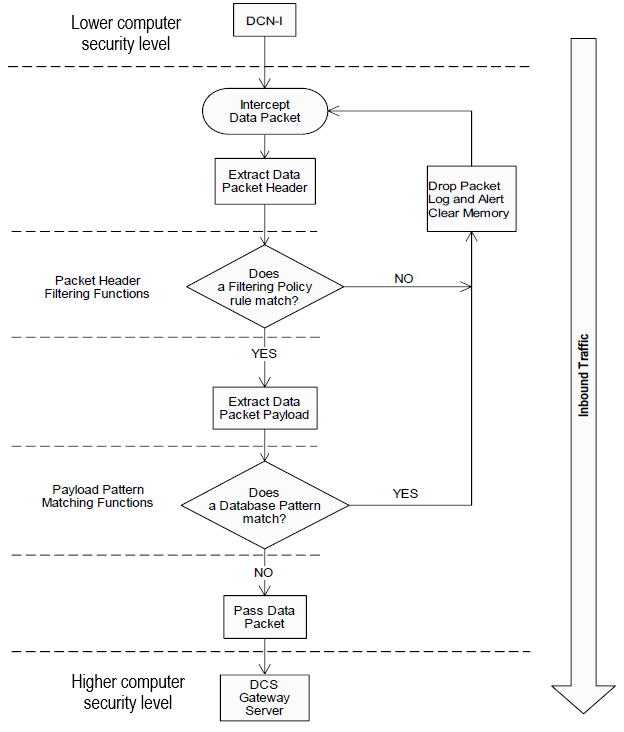 Lower computer
security level
DCN-I
Intercept
Data Packet
Extract Data
Packet Header
Drop Packet
Log and Alert
Clear Memory
Packet Header
Filtering Functions
Does
a Filtering Policy
rule match?
NO
YES
Inbound Traffic
Extract Data
Packet Payload
Payload Pattern
Matching Functions
Does
a Database Pattern
match?
YES
NO
Pass Data
Packet
Higher computer
security level
DCS
Gateway
Server